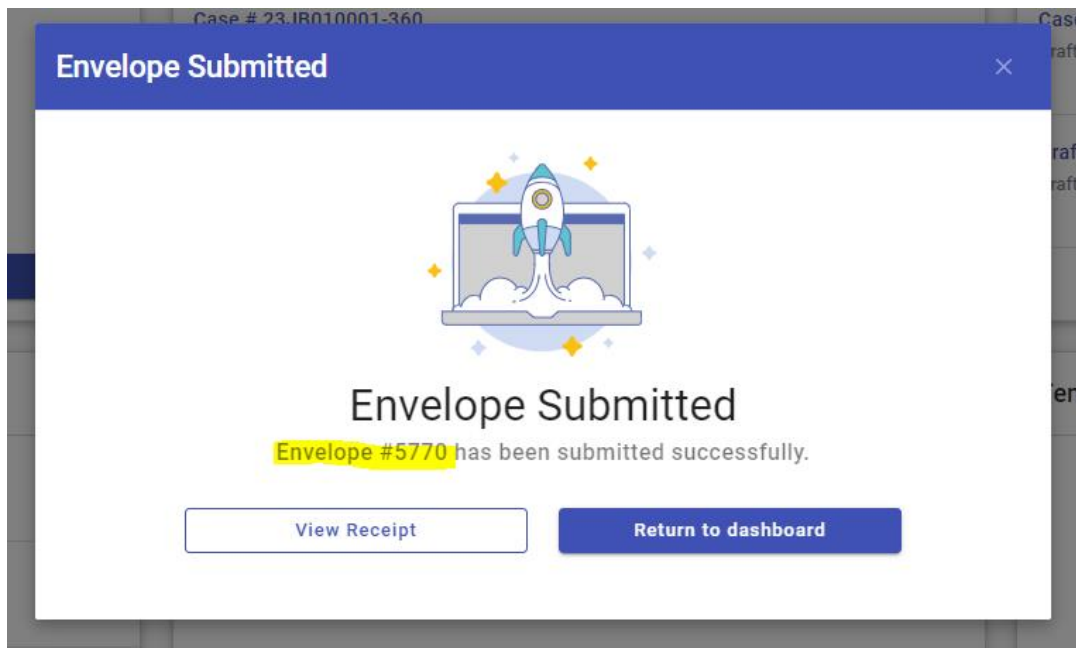 Case # 23JB010001-360
Envelope Submitted
Envelope Submitted
Envelope #5770 has been submitted successfully.
View Receipt
Return to dashboard